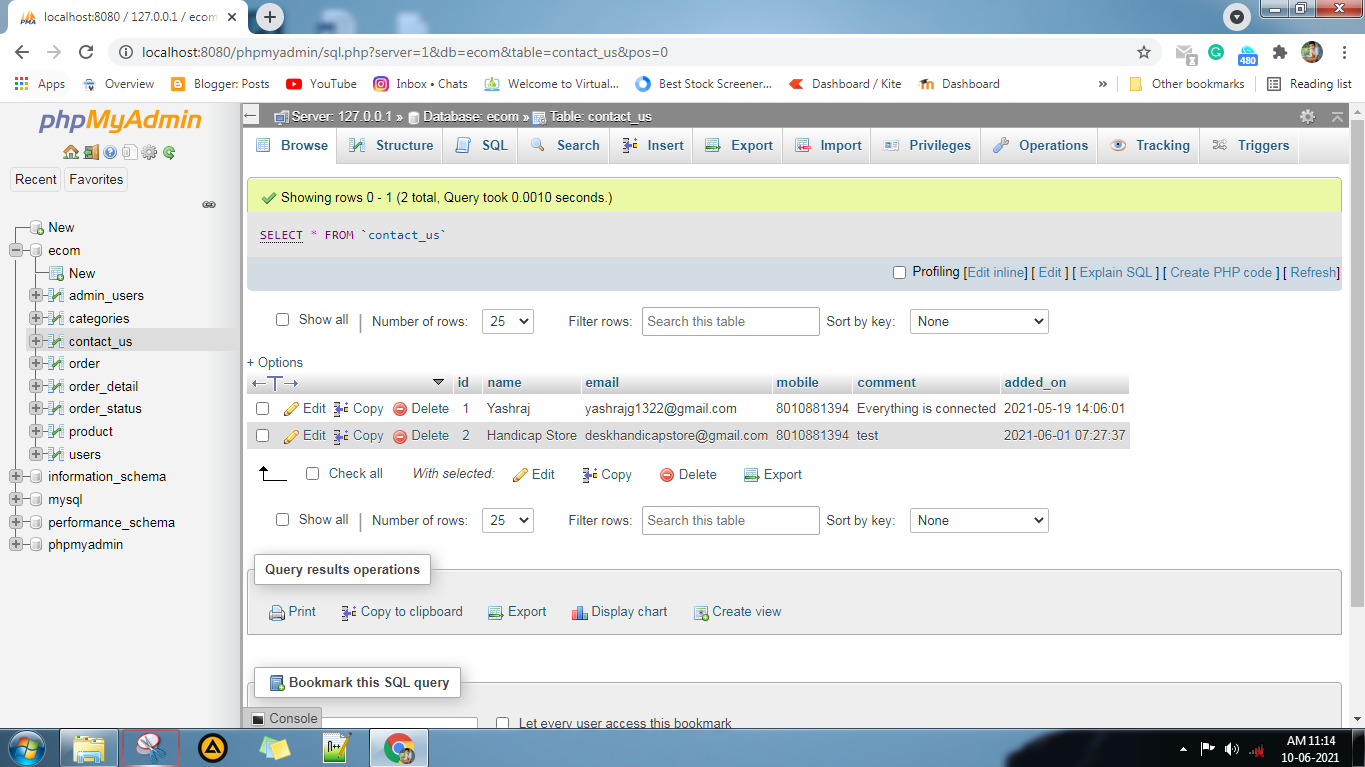 localhost:8080 / 127.0.0.1 / ecom
localhost:8080/phpmyadmin/sql.php?server=1&db=ecom&table=contact_us&pos=0
480
Apps Overview Blogger: Posts YouTube Inbox • Chats Welcome to Virtual... Best Stock Screener... Dashboard / Kite Dashboard » Other bookmarks Reading list
phpMyAdmin
Recent Favorites
New
ecom
New
admin_users
categories
contact_us
order
order_detail
order_status
product
users
information_schema
mysql
performance_schema
phpmyadmin
Server: 127.0.0.1 » Database: ecom » Table: contact_us
Browse Structure SQL Search Insert Export Import Privileges Operations Tracking Triggers
Showing rows 0 - 1 (2 total, Query took 0.0010 seconds.)
SELECT * FROM `contact_us`
Profiling [Edit inline] [ Edit ] [ Explain SQL ] [ Create PHP code ] [ Refresh]
Show all | Number of rows: 25 Filter rows: Search this table Sort by key: None
+ Options
←T→ id name email mobile comment added_on
Edit Copy Delete 1 Yashraj yashrajg1322@gmail.com 8010881394 Everything is connected 2021-05-19 14:06:01
Edit Copy Delete 2 Handicap Store deskhandicapstore@gmail.com 8010881394 test 2021-06-01 07:27:37
Check all With selected: Edit Copy Delete Export
Show all | Number of rows: 25 Filter rows: Search this table Sort by key: None
Query results operations
Print Copy to clipboard Export Display chart Create view
Bookmark this SQL query
Console
Let every user access this bookmark
AM 11:14
10-06-2021